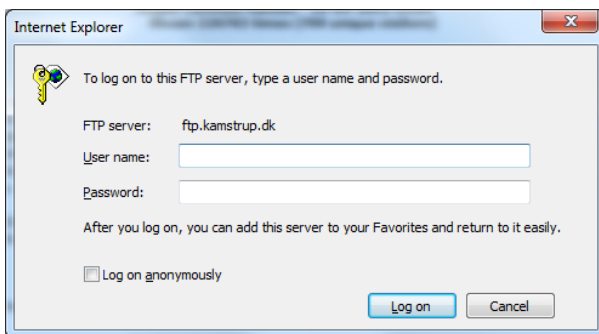 Internet Explorer
To log on to this FTP server, type a user name and password.
FTP server: ftp.kamstrup.dk
User name:
Password:
After you log on, you can add this server to your Favorites and return to it easily.
Log on anonymously
Log on Cancel